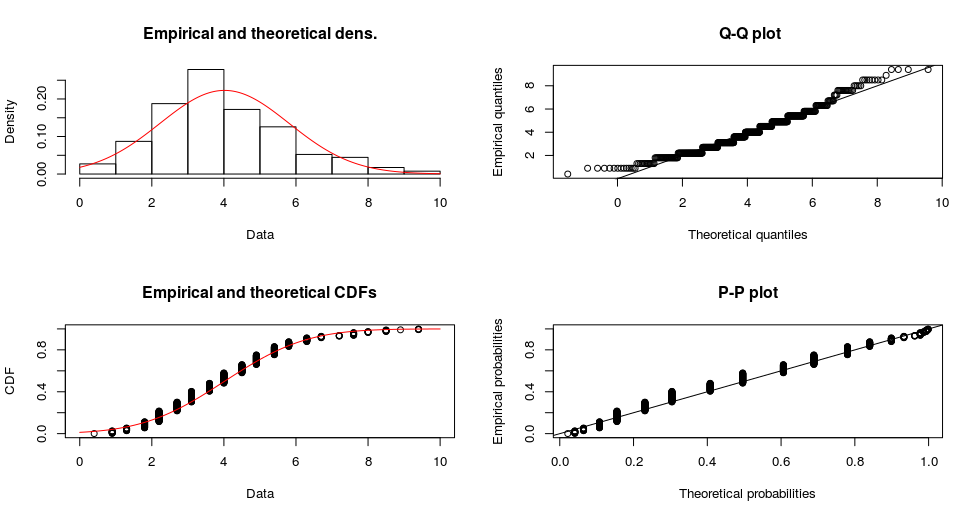 Empirical and theoretical dens.
Density
0.00 0.10 0.20
0 2 4 6 8 10
Data
Q-Q plot
Empirical quantiles
2 4 6 8
0 2 4 6 8 10
Theoretical quantiles
Empirical and theoretical CDFs
CDF
0.0 0.4 0.8
0 2 4 6 8 10
Data
P-P plot
Empirical probabilities
0.0 0.4 0.8
0.0 0.2 0.4 0.6 0.8 1.0
Theoretical probabilities